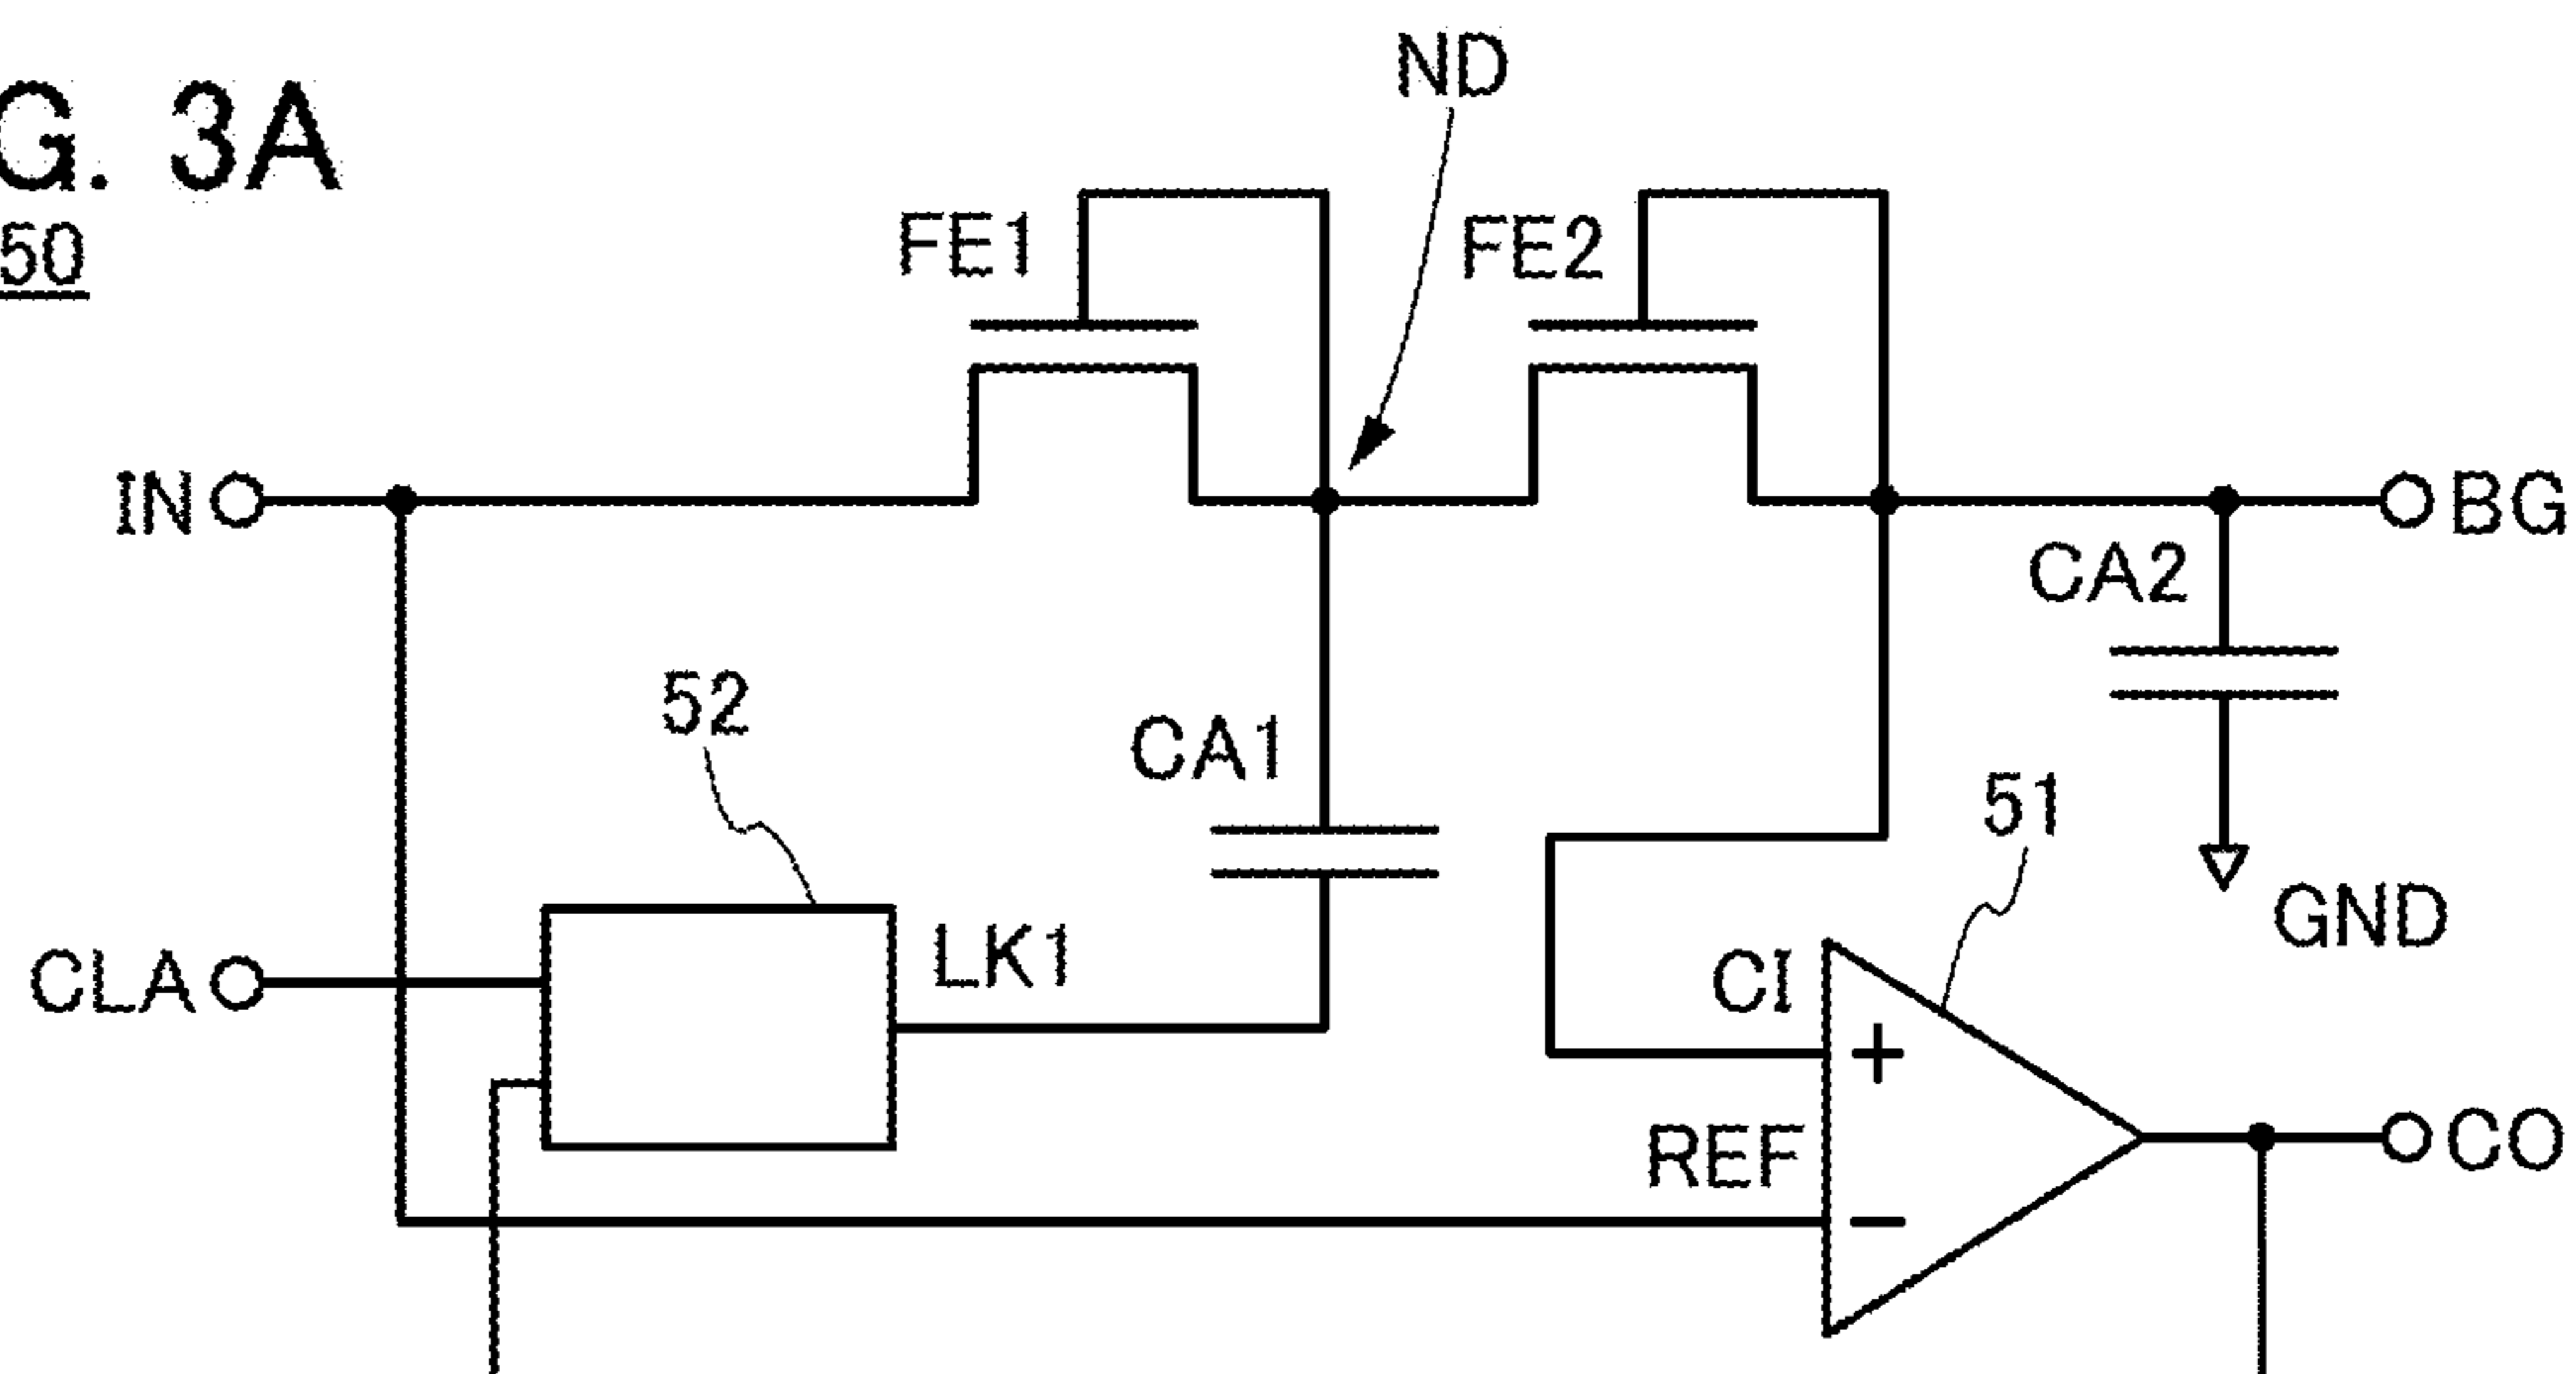 G. 3A
50
ND
FE1
FE2
IN
BG
CA2
52
CA1
51
GND
CLA
LK1
CI
+
REF
CO
−